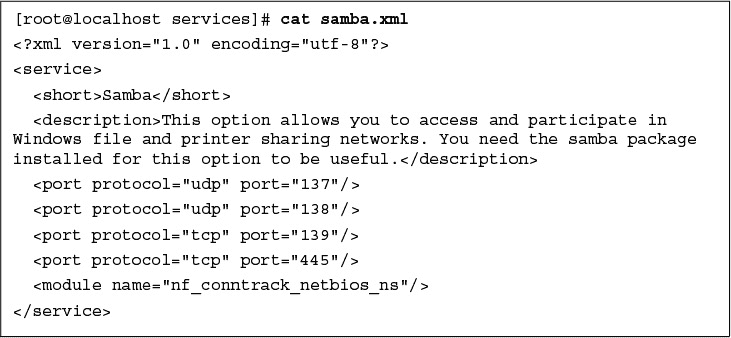 [root@localhost services]# cat samba.xml
<?xml version="1.0" encoding="utf-8"?>
<service>
  <short>Samba</short>
  <description>This option allows you to access and participate in
Windows file and printer sharing networks. You need the samba package
installed for this option to be useful.</description>
  <port protocol="udp" port="137"/>
  <port protocol="udp" port="138"/>
  <port protocol="tcp" port="139"/>
  <port protocol="tcp" port="445"/>
  <module name="nf_conntrack_netbios_ns"/>
</service>